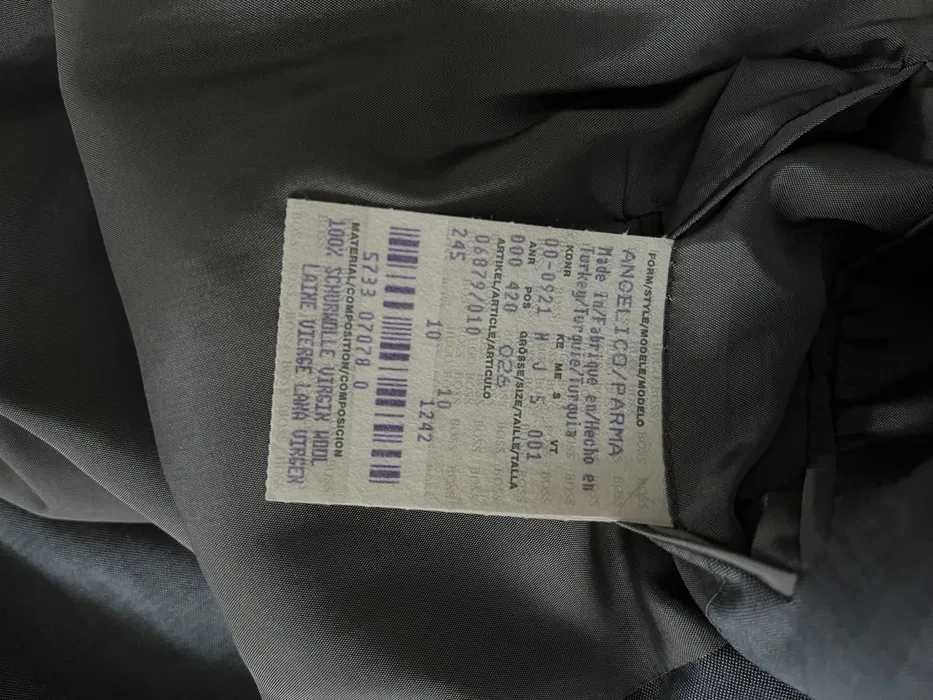 FORM/STYLE/MODELE/MODELO
ANGELICO/PARMA
Made in/Fabrique en/Hecho en
Turkey/Turquie/Turquia
KONR KE ME S VT
00-0921 H J 5 001
ANR POS GRÖSSE/SIZE/TAILLE/TALLA
000 420 026
ARTIKEL/ARTICLE/ARTICULO
06879/010
245
10 10
1242
5733 07078 0
MATERIAL/COMPOSITION/COMPOSICION
100% SCHURWOLLE VIRGIN WOOL
LAINE VIERGE LANA VIRGEN